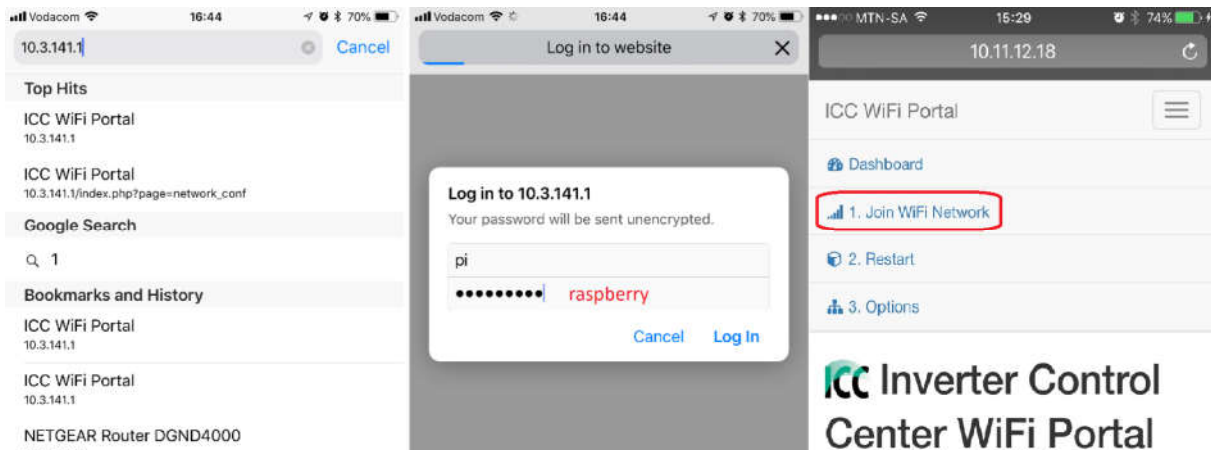 Vodacom 16:44 70%
10.3.141.1 Cancel
Top Hits
ICC WiFi Portal
10.3.141.1
ICC WiFi Portal
10.3.141.1/index.php?page=network_conf
Google Search
1
Bookmarks and History
ICC WiFi Portal
10.3.141.1
ICC WiFi Portal
10.3.141.1
NETGEAR Router DGND4000
Vodacom 16:44 70%
Log in to website
Log in to 10.3.141.1
Your password will be sent unencrypted.
pi
●●●●●●●●● raspberry
Cancel Log In
MTN-SA 15:29 74%
10.11.12.18
ICC WiFi Portal
Dashboard
1. Join WiFi Network
2. Restart
3. Options
ICC Inverter Control
Center WiFi Portal